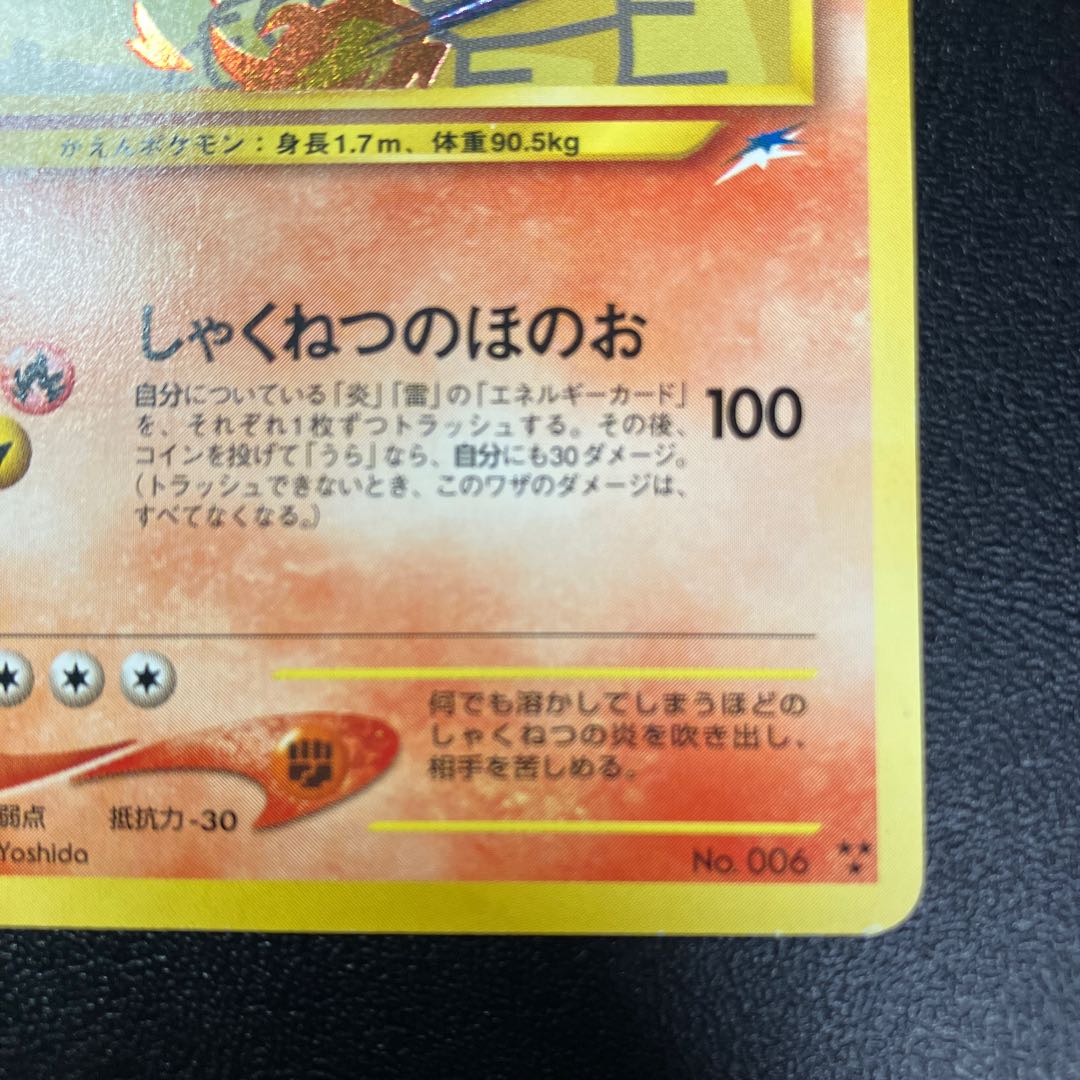 かえんポケモン：身長1.7m、体重90.5kg
しゃくねつのほのお
自分についている「炎」「雷」の「エネルギーカード」
を、それぞれ1枚ずつトラッシュする。その後、
コインを投げて「うら」なら、自分にも30ダメージ。
（トラッシュできないとき、このワザのダメージは、
すべてなくなる。）
100
何でも溶かしてしまうほどの
しゃくねつの炎を吹き出し、
相手を苦しめる。
弱点 抵抗力 -30
Yoshida
No. 006